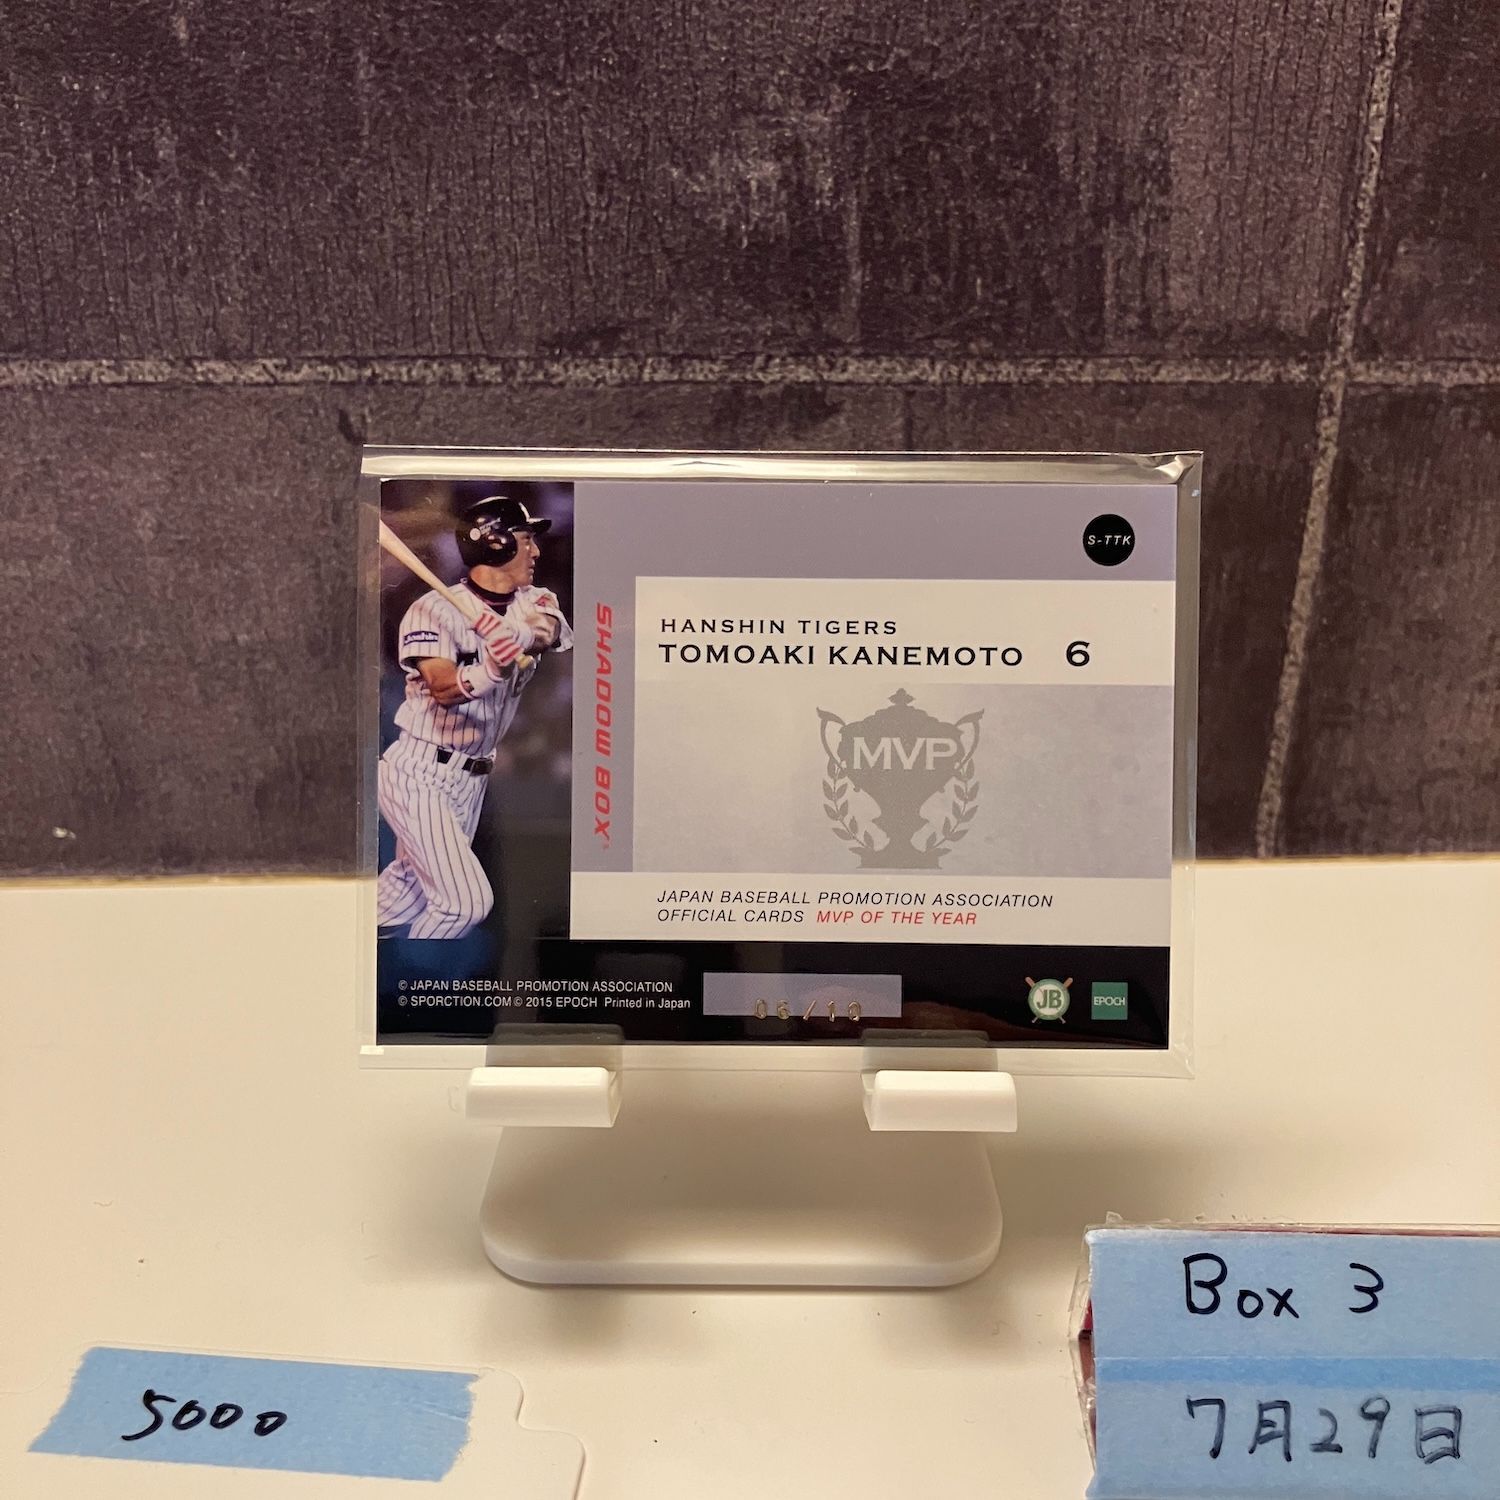 S-TTK
HANSHIN TIGERS
TOMOAKI KANEMOTO 6
SHADOW BOX
MVP
JAPAN BASEBALL PROMOTION ASSOCIATION
OFFICIAL CARDS MVP OF THE YEAR
© JAPAN BASEBALL PROMOTION ASSOCIATION
© SPORCTION.COM © 2015 EPOCH Printed in Japan
06/10
JB
EPOCH
Box 3
7月29日
5000